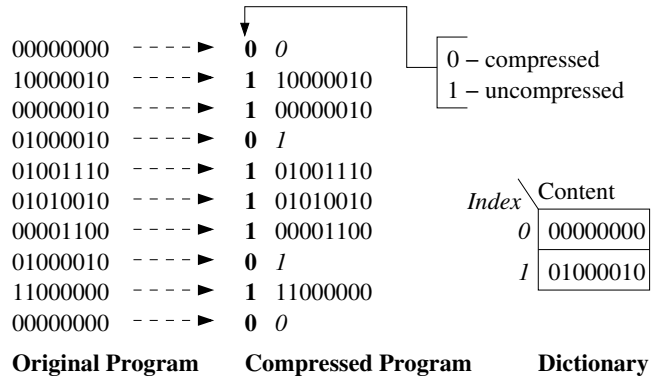 00000000 0 0
10000010 1 10000010
00000010 1 00000010
01000010 0 1
01001110 1 01001110
01010010 1 01010010
00001100 1 00001100
01000010 0 1
11000000 1 11000000
00000000 0 0
Original Program Compressed Program Dictionary
0 – compressed
1 – uncompressed
Index Content
0 00000000
1 01000010